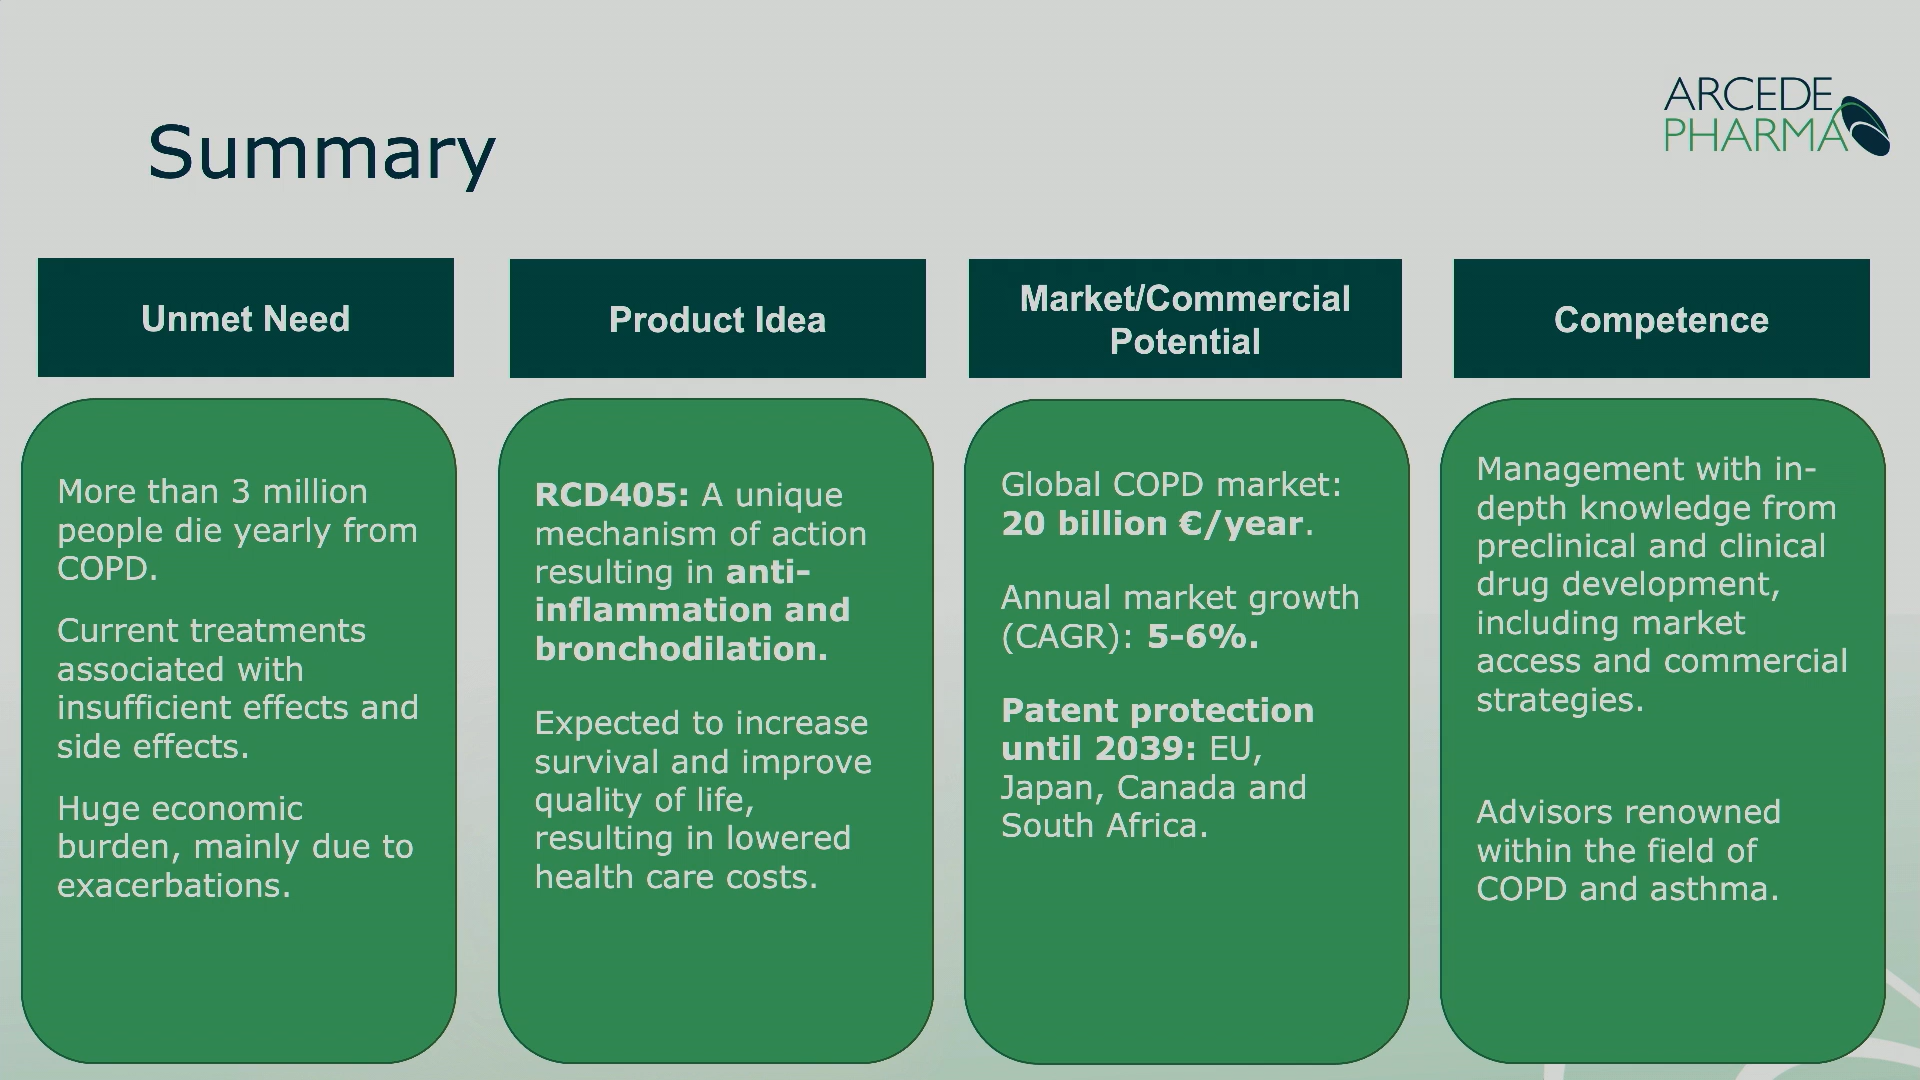 Summary
ARCEDE
PHARMA
Unmet Need
More than 3 million
people die yearly from
COPD.
Current treatments
associated with
insufficient effects and
side effects.
Huge economic
burden, mainly due to
exacerbations.
Product Idea
RCD405: A unique
mechanism of action
resulting in anti-
inflammation and
bronchodilation.
Expected to increase
survival and improve
quality of life,
resulting in lowered
health care costs.
Market/Commercial
Potential
Global COPD market:
20 billion €/year.
Annual market growth
(CAGR): 5-6%.
Patent protection
until 2039: EU,
Japan, Canada and
South Africa.
Competence
Management with in-
depth knowledge from
preclinical and clinical
drug development,
including market
access and commercial
strategies.
Advisors renowned
within the field of
COPD and asthma.